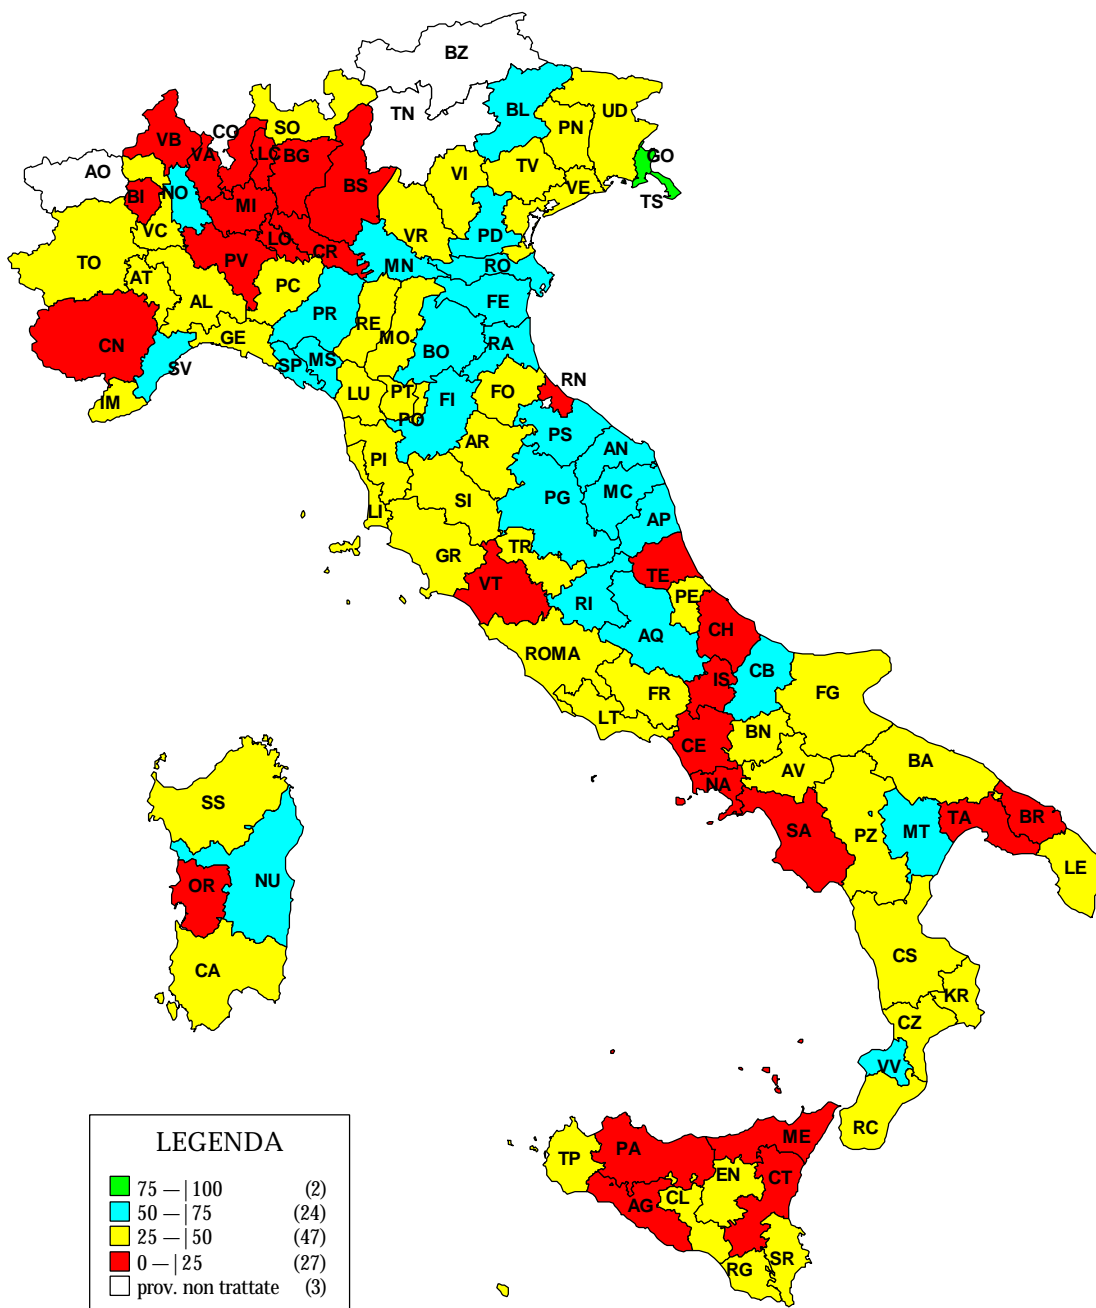 BZ
BL
UD
TN
PN
SO
CO
VB
VA
LC
BG
GO
AO
VI
TV
BS
VE
TS
BI
NO
MI
VC
LO
VR
PD
CR
PV
MN
RO
TO
AT
PC
AL
PR
FE
RE
MO
GE
CN
BO
RA
SP
MS
SV
RN
IM
LU
PT
FI
FO
PO
PS
AR
AN
PI
SI
PG
MC
LI
AP
GR
TR
VT
TE
RI
PE
AQ
CH
ROMA
CB
IS
FR
FG
LT
BN
CE
BA
AV
NA
SS
SA
PZ
MT
TA
BR
LE
OR
NU
CA
CS
KR
CZ
VV
RC
ME
PA
TP
EN
CT
AG
CL
SR
RG
LEGENDA
75 —| 100 (2)
50 —| 75 (24)
25 —| 50 (47)
0 —| 25 (27)
prov. non trattate (3)